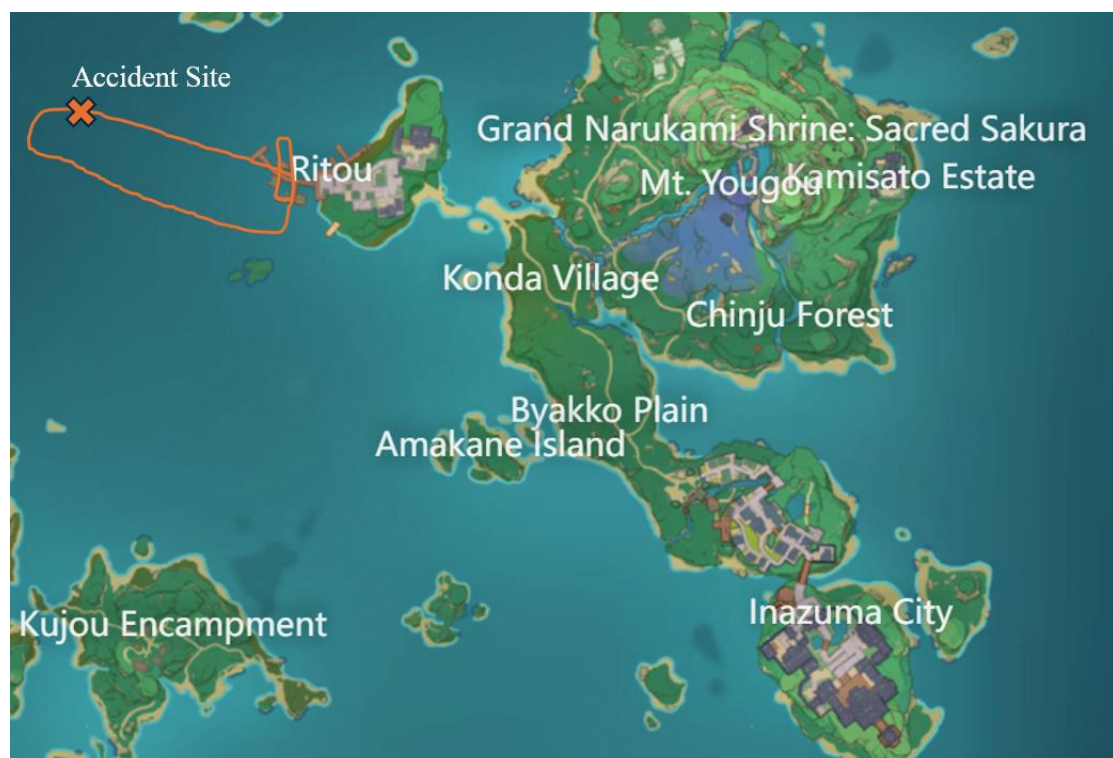 Accident Site
Grand Narukami Shrine: Sacred Sakura
Ritou
Mt. Yougou
Kamisato Estate
Konda Village
Chinju Forest
Byakko Plain
Amakane Island
Inazuma City
Kujou Encampment